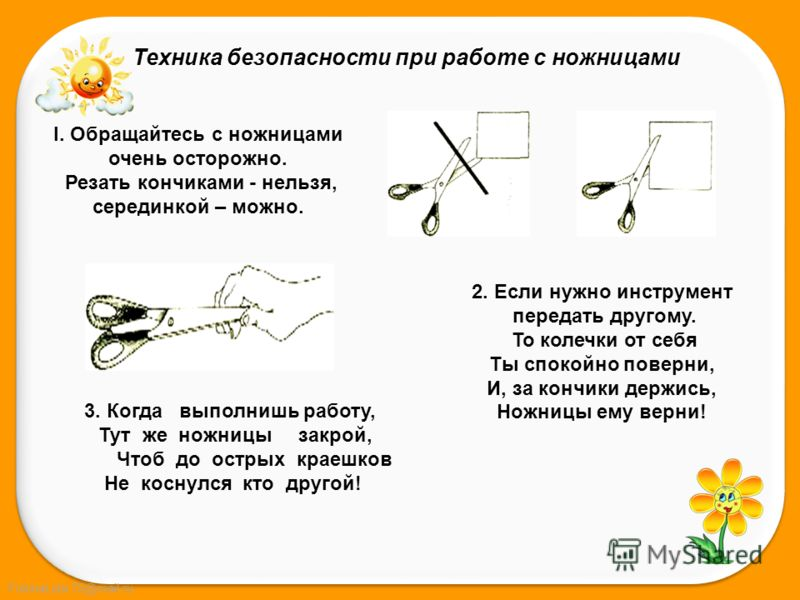 Техника безопасности при работе с ножницами
I. Обращайтесь с ножницами
очень осторожно.
Резать кончиками - нельзя,
серединкой – можно.
2. Если нужно инструмент
передать другому.
То колечки от себя
Ты спокойно поверни,
И, за кончики держись,
Ножницы ему верни!
3. Когда выполнишь работу,
Тут же ножницы закрой,
Чтоб до острых краешков
Не коснулся кто другой!
MyShared